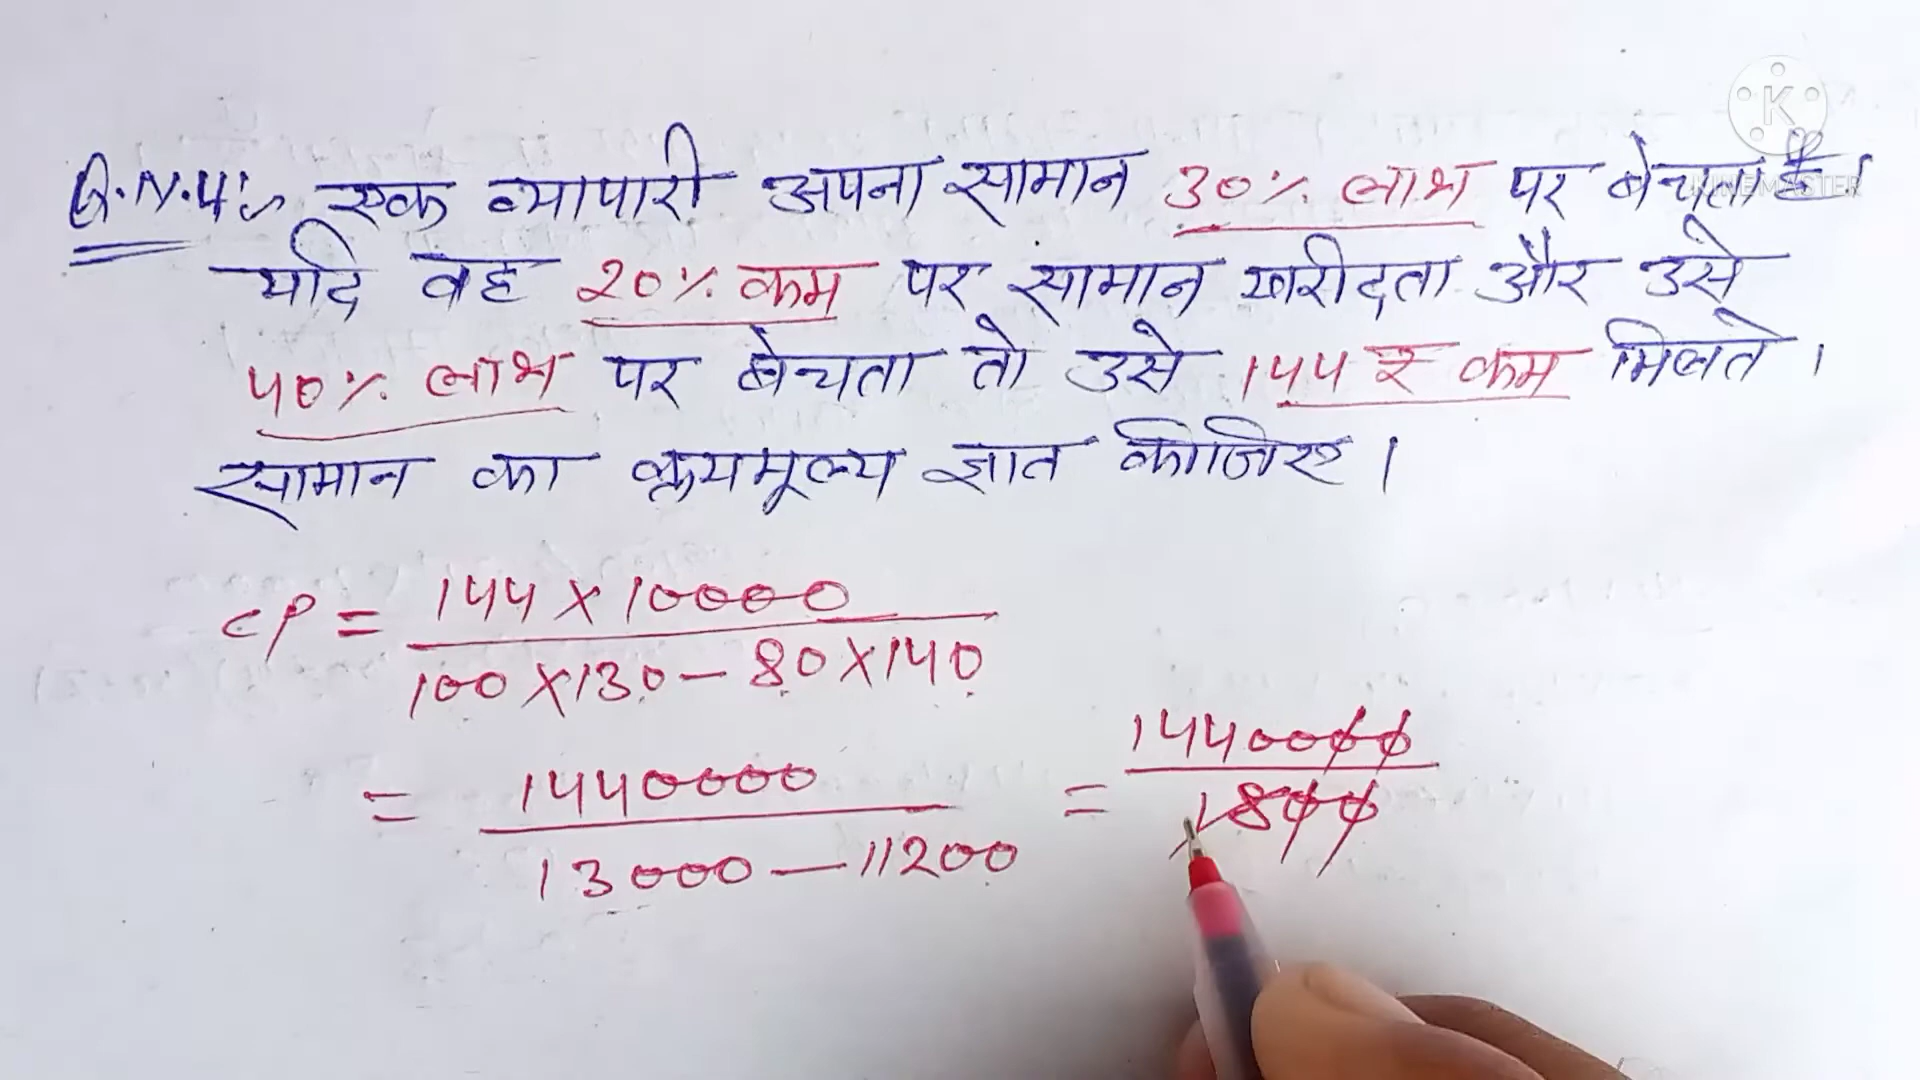 Q.N.4:- एक व्यापारी अपना सामान 30% लाभ पर बेचता है।
यदि वह 20% कम पर सामान खरीदता और उसे
40% लाभ पर बेचता तो उसे 144 ₹ कम मिलते।
सामान का क्रयमूल्य ज्ञात कीजिए।
CP = 144 × 10000 / 100 × 130 - 80 × 140
= 1440000 / 13000 - 11200 = 1440000 / 1800
K
KINEMASTER